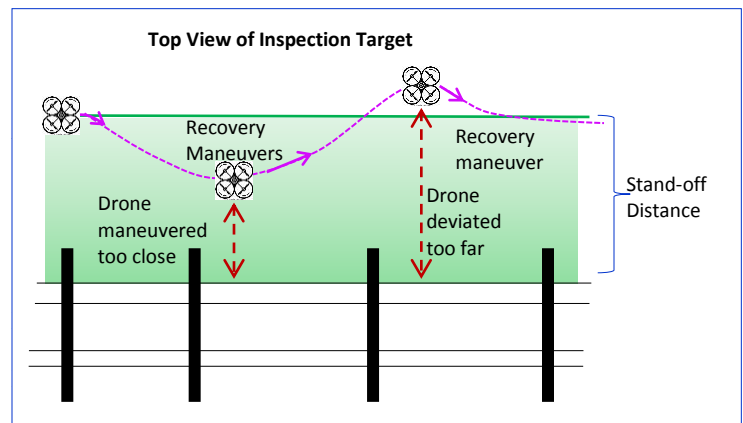 Top View of Inspection Target
Recovery
Maneuvers
Recovery
maneuver
Drone
maneuvered
too close
Drone
deviated
too far
Stand-off
Distance